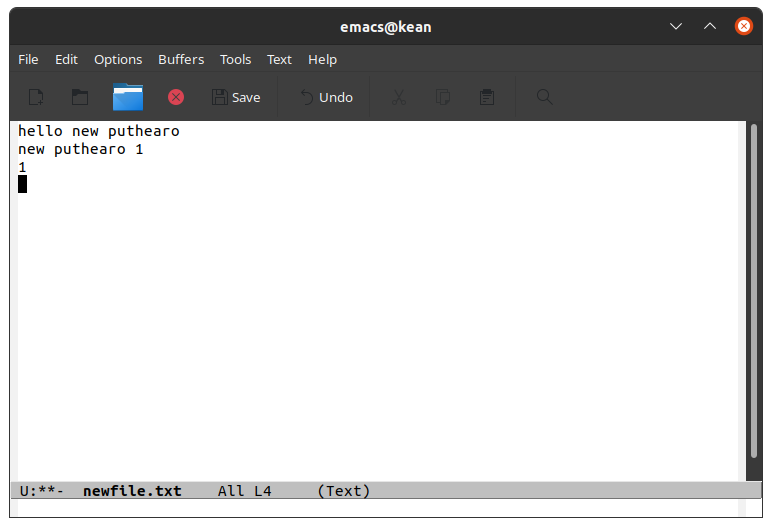 emacs@kean
File Edit Options Buffers Tools Text Help
Save Undo
hello new puthearo
new puthearo 1
1
U:**- newfile.txt All L4 (Text)